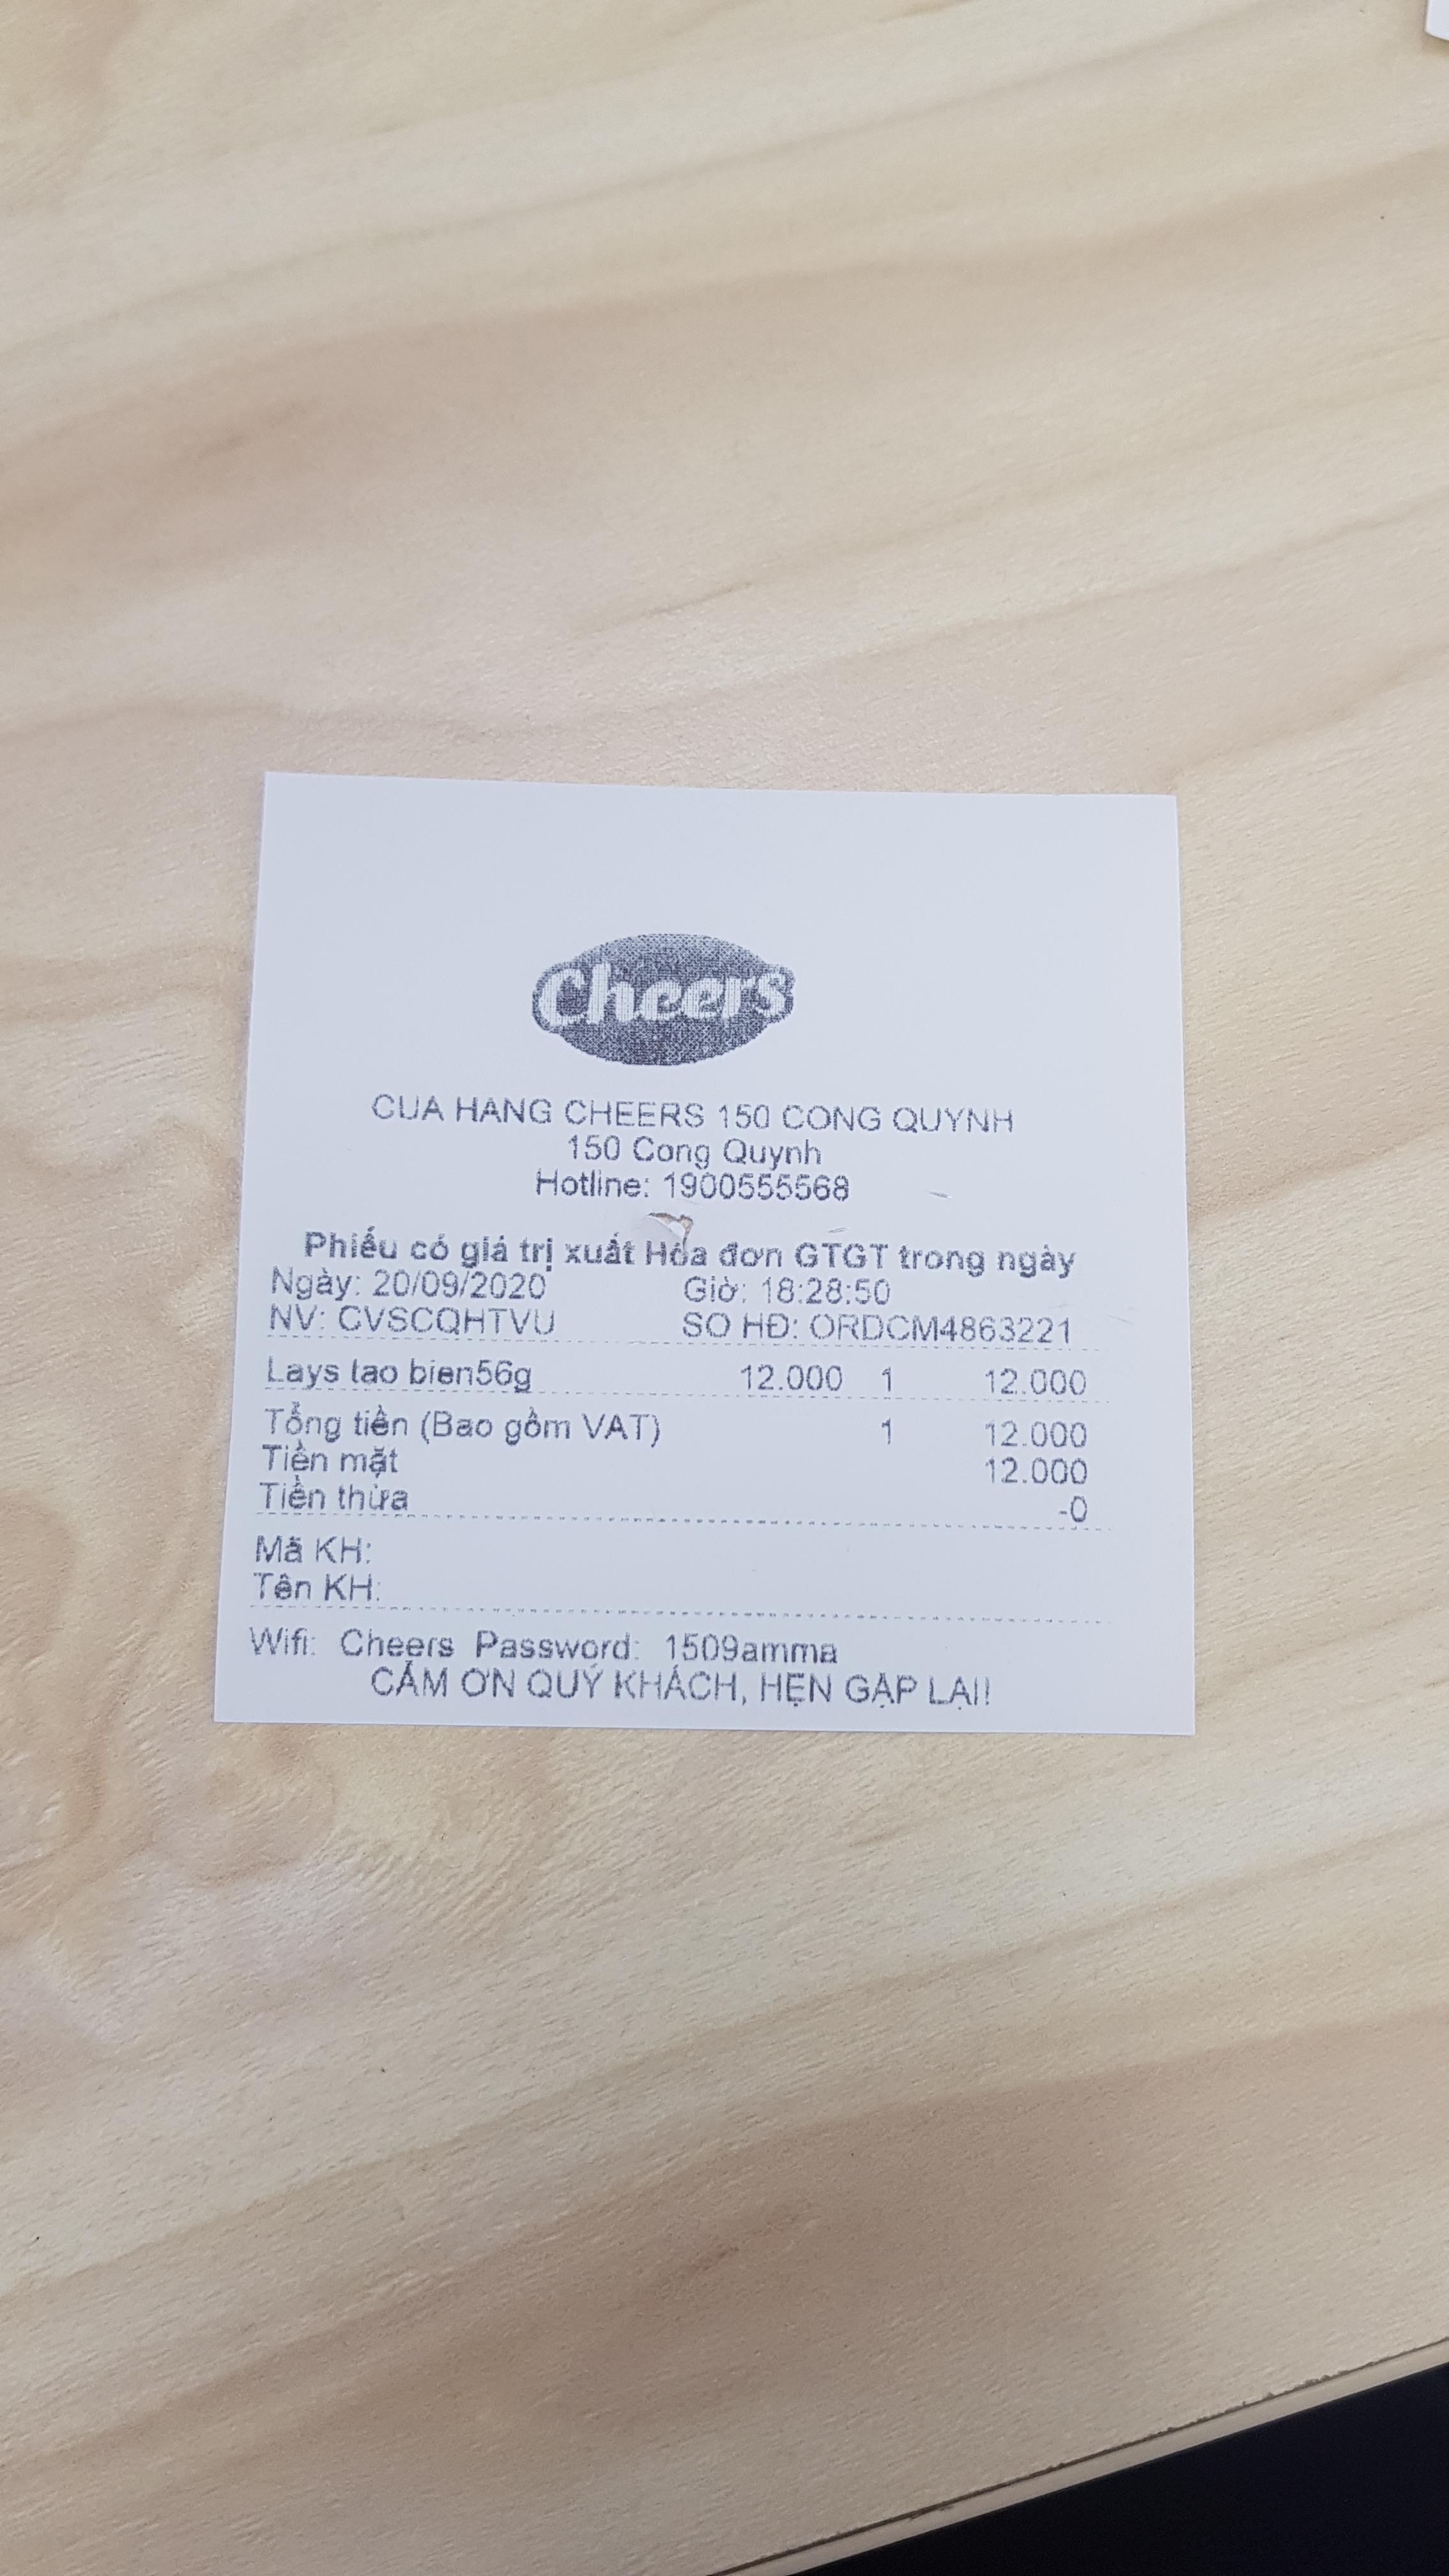 Cheers
CUA HANG CHEERS 150 CONG QUYNH
150 Cong Quynh
Hotline: 1900555568
Phiếu có giá trị xuất Hóa đơn GTGT trong ngày
Ngày: 20/09/2020 Giờ: 18:28:50
NV: CVSCQHTVU SO HĐ: ORDCM4863221
Lays tao bien56g 12.000 1 12.000
Tổng tiền (Bao gồm VAT) 1 12.000
Tiền mặt 12.000
Tiền thừa -0
Mã KH:
Tên KH:
Wifi: Cheers Password: 1509amma
CẢM ƠN QUÝ KHÁCH, HẸN GẶP LẠI!